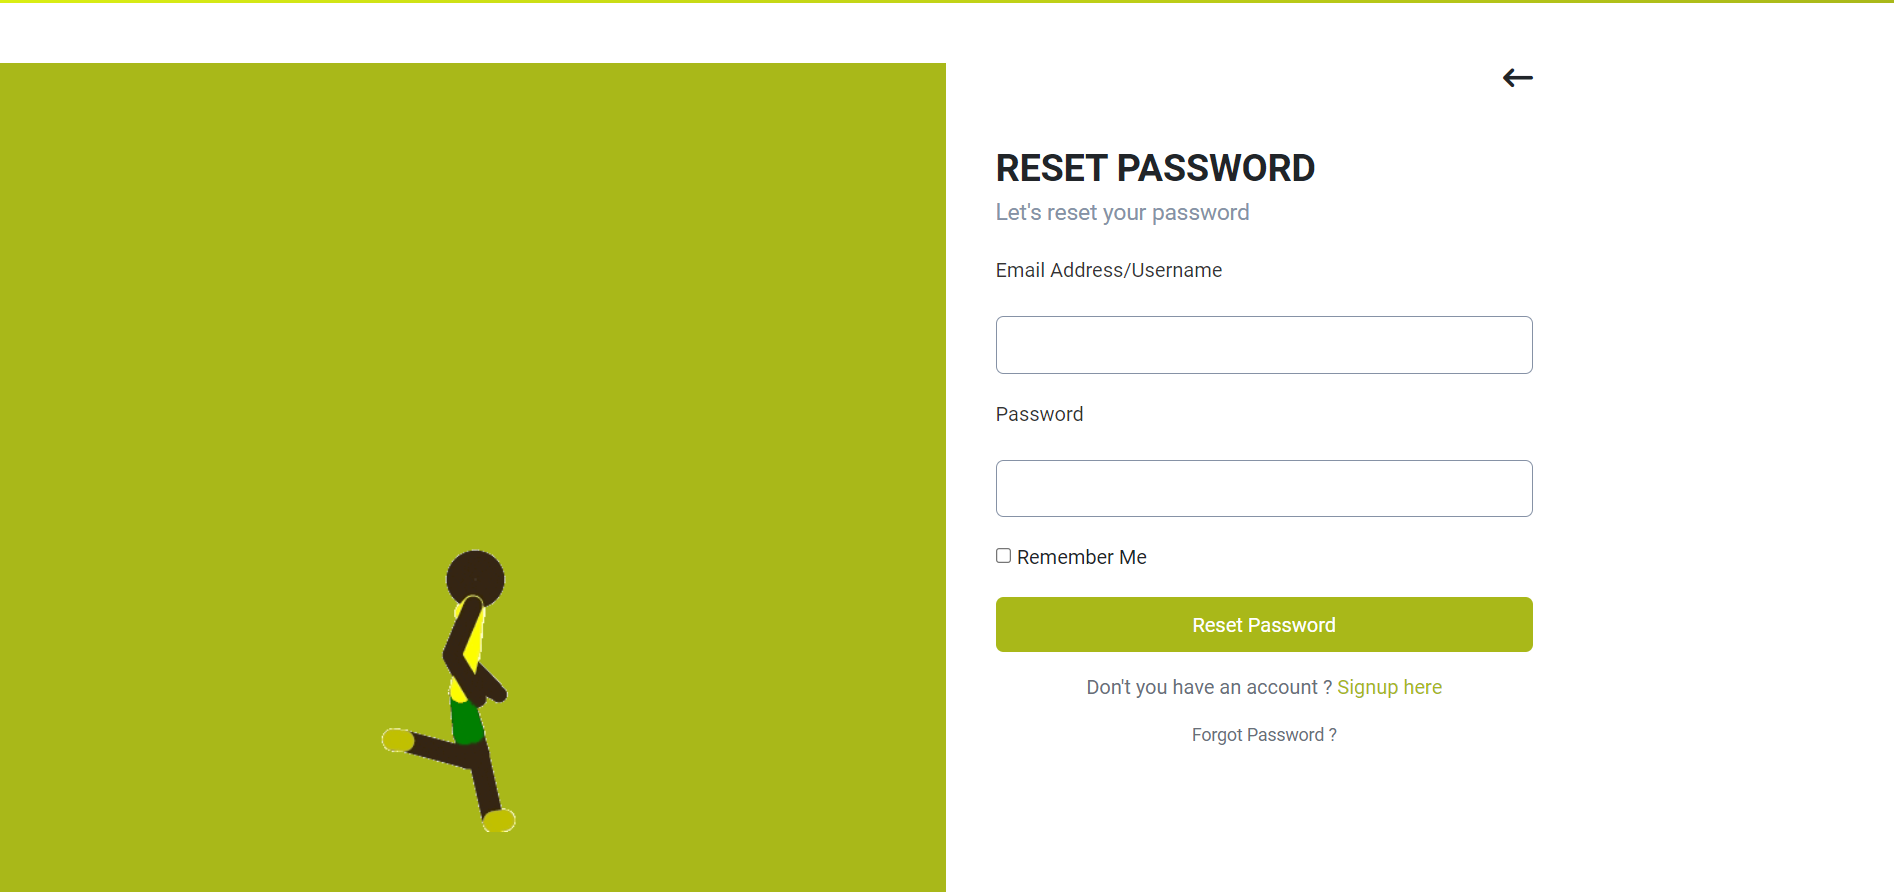 RESET PASSWORD
Let's reset your password
Email Address/Username
Password
Remember Me
Reset Password
Don't you have an account ? Signup here
Forgot Password ?